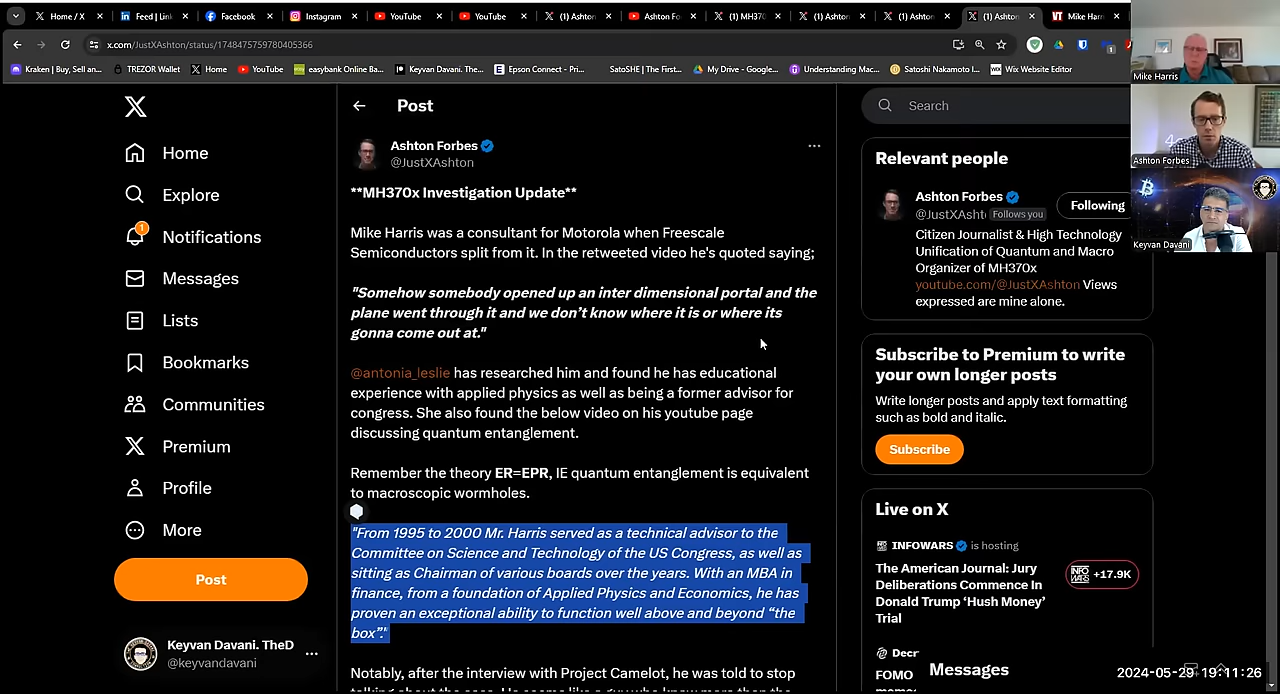 Home / X
Feed | Lin
Facebook
Instagram
YouTube
YouTube
(1) Ashton
Ashton Fo
(1) MH370
(1) Ashton
(1) Ashton
(1) Ashton
Mike Harr
x.com/JustXAshton/status/1748475759780405366
Kraken | Buy, Sell an...
TREZOR Wallet
Home
YouTube
easybank Online Ba...
Keyvan Davani. The...
Epson Connect - Pri...
SatoSHE | The First...
My Drive - Google...
Understanding Mac...
Satoshi Nakamoto I...
Wix Website Editor
Mike Harris
Ashton Forbes
Keyvan Davani
Home
Explore
1
Notifications
Messages
Lists
Bookmarks
Communities
Premium
Profile
More
Post
Keyvan Davani. TheD
@keyvandavani
Post
Ashton Forbes
@JustXAshton
**MH370x Investigation Update**
Mike Harris was a consultant for Motorola when Freescale
Semiconductors split from it. In the retweeted video he's quoted saying;
"Somehow somebody opened up an inter dimensional portal and the
plane went through it and we don't know where it is or where its
gonna come out at."
@antonia_leslie has researched him and found he has educational
experience with applied physics as well as being a former advisor for
congress. She also found the below video on his youtube page
discussing quantum entanglement.
Remember the theory ER=EPR, IE quantum entanglement is equivalent
to macroscopic wormholes.
"From 1995 to 2000 Mr. Harris served as a technical advisor to the
Committee on Science and Technology of the US Congress, as well as
sitting as Chairman of various boards over the years. With an MBA in
finance, from a foundation of Applied Physics and Economics, he has
proven an exceptional ability to function well above and beyond “the
box”."
Notably, after the interview with Project Camelot, he was told to stop
Search
Relevant people
Ashton Forbes
@JustXAsht Follows you
Following
Citizen Journalist & High Technology
Unification of Quantum and Macro
Organizer of MH370x
youtube.com/@JustXAshton Views
expressed are mine alone.
Subscribe to Premium to write
your own longer posts
Write longer posts and apply text formatting
such as bold and italic.
Subscribe
Live on X
INFOWARS is hosting
The American Journal: Jury
Deliberations Commence In
Donald Trump ‘Hush Money’
Trial
INFO WARS +17.9K
Decr
FOMO
Messages
2024-05-29 19:11:26